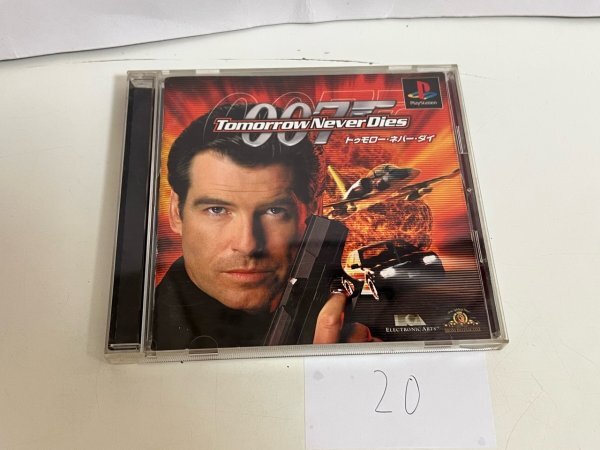 PlayStation
007
Tomorrow Never Dies
トゥモロー・ネバー・ダイ
ELECTRONIC ARTS
20